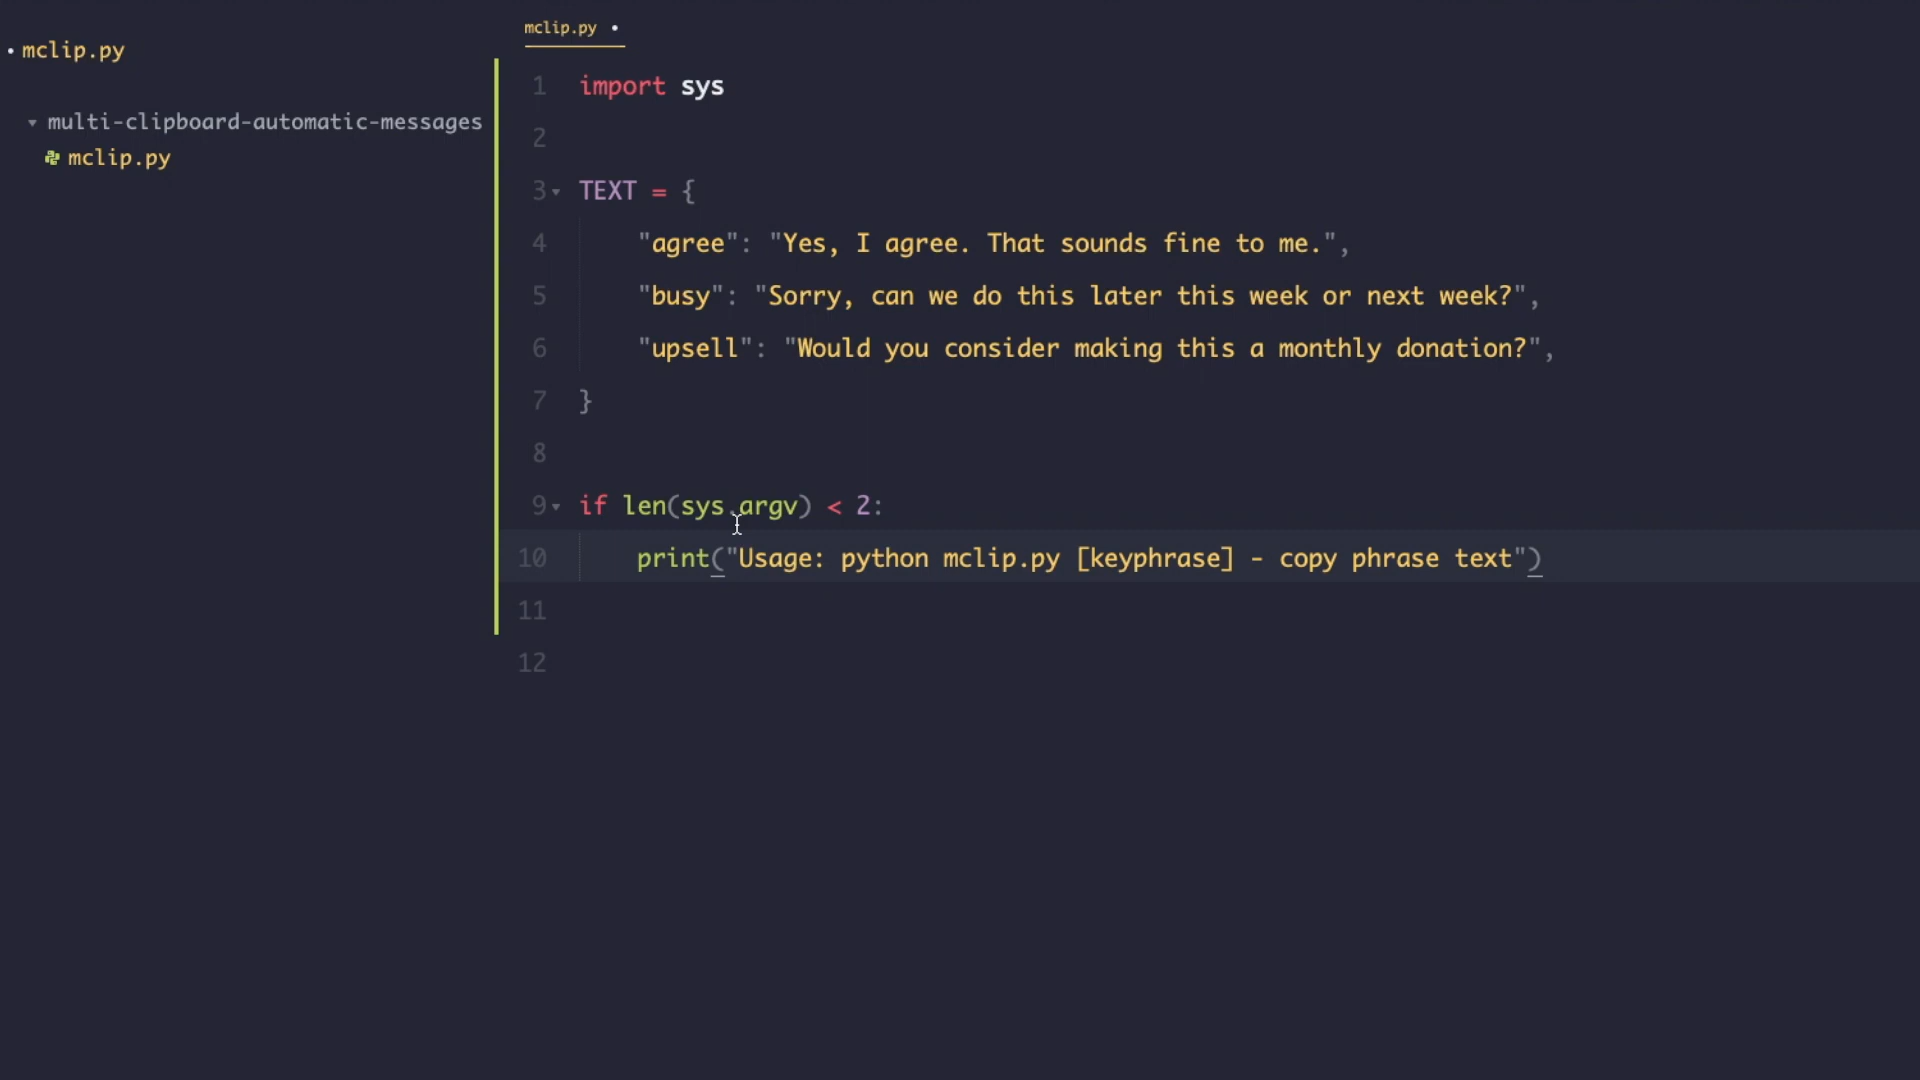 mclip.py
multi-clipboard-automatic-messages
mclip.py
mclip.py
1 import sys
2
3 TEXT = {
4     "agree": "Yes, I agree. That sounds fine to me.",
5     "busy": "Sorry, can we do this later this week or next week?",
6     "upsell": "Would you consider making this a monthly donation?",
7 }
8
9 if len(sys.argv) < 2:
10     print("Usage: python mclip.py [keyphrase] - copy phrase text")
11
12